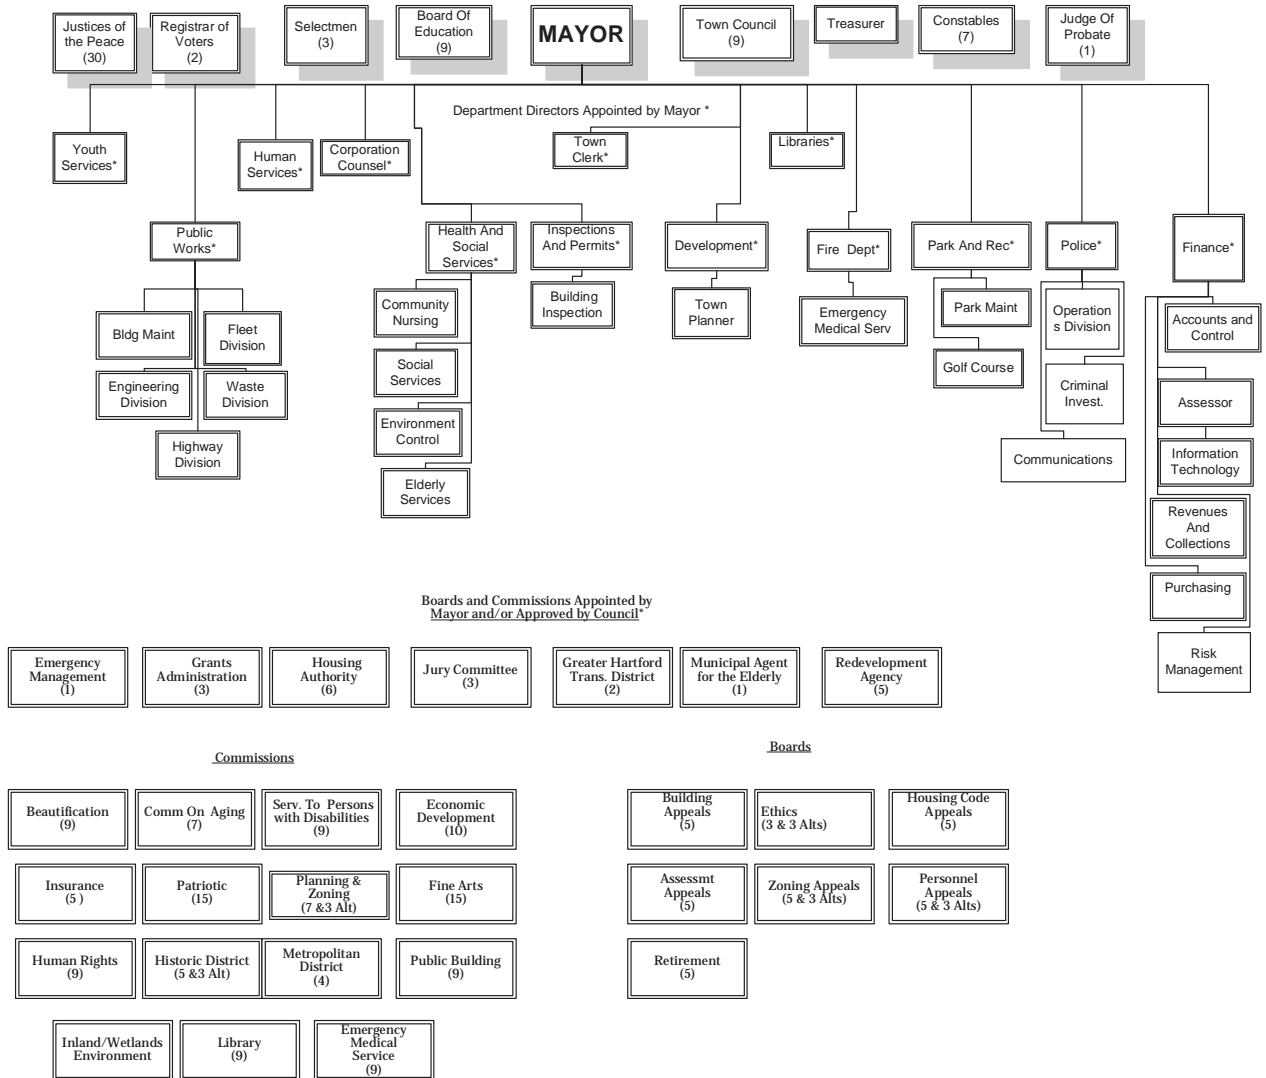 Justices of
the Peace
(30)
Registrar of
Voters
(2)
Selectmen
(3)
Board Of
Education
(9)
MAYOR
Town Council
(9)
Treasurer
Constables
(7)
Judge Of
Probate
(1)
Department Directors Appointed by Mayor *
Youth
Services*
Human
Services*
Corporation
Counsel*
Town
Clerk*
Libraries*
Public
Works*
Health And
Social
Services*
Inspections
And Permits*
Development*
Fire Dept*
Park And Rec*
Police*
Finance*
Bldg Maint
Fleet
Division
Engineering
Division
Waste
Division
Highway
Division
Community
Nursing
Social
Services
Environment
Control
Elderly
Services
Building
Inspection
Town
Planner
Emergency
Medical Serv
Park Maint
Golf Course
Operation
s Division
Criminal
Invest.
Communications
Accounts and
Control
Assessor
Information
Technology
Revenues
And
Collections
Purchasing
Risk
Management
Boards and Commissions Appointed by
Mayor and/or Approved by Council*
Emergency
Management
(1)
Grants
Administration
(3)
Housing
Authority
(6)
Jury Committee
(3)
Greater Hartford
Trans. District
(2)
Municipal Agent
for the Elderly
(1)
Redevelopment
Agency
(5)
Commissions
Beautification
(9)
Comm On Aging
(7)
Serv. To Persons
with Disabilities
(9)
Economic
Development
(10)
Insurance
(5 )
Patriotic
(15)
Planning &
Zoning
(7 &3 Alt)
Fine Arts
(15)
Human Rights
(9)
Historic District
(5 &3 Alt)
Metropolitan
District
(4)
Public Building
(9)
Inland/Wetlands
Environment
Library
(9)
Emergency
Medical
Service
(9)
Boards
Building
Appeals
(5)
Ethics
(3 & 3 Alts)
Housing Code
Appeals
(5)
Assessmt
Appeals
(5)
Zoning Appeals
(5 & 3 Alts)
Personnel
Appeals
(5 & 3 Alts)
Retirement
(5)